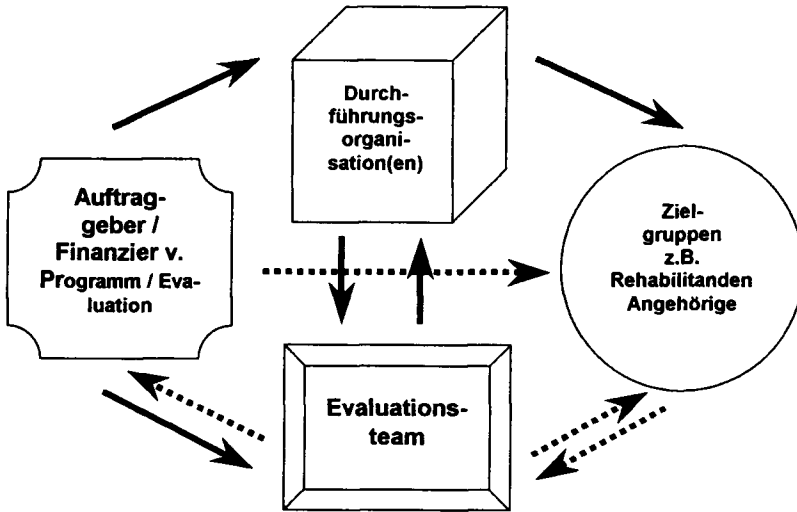 Durch-
führungs-
organi-
sation(en)
Auftrag-
geber /
Finanzier v.
Programm / Eva-
luation
Ziel-
gruppen
z.B.
Rehabilitanden
Angehörige
Evaluations-
team